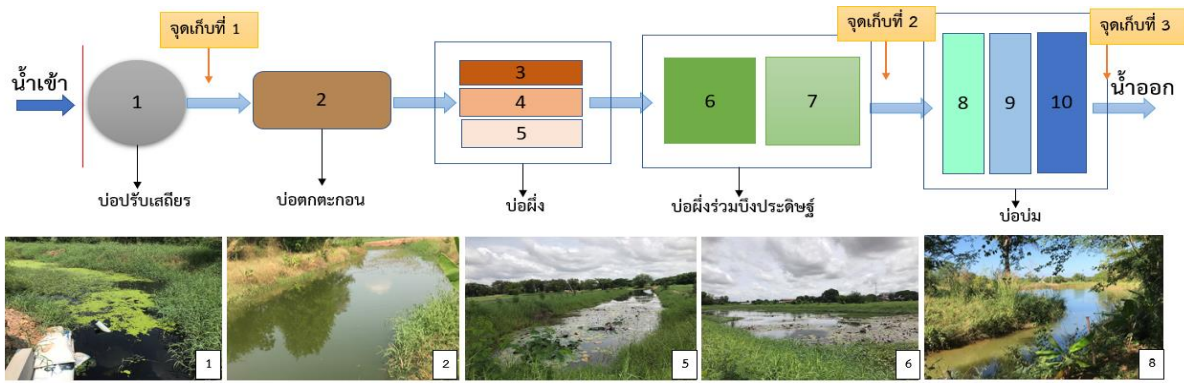 จุดเก็บที่ 1
จุดเก็บที่ 2
จุดเก็บที่ 3
น้ำเข้า
1
2
3
4
5
6
7
8
9
10
น้ำออก
บ่อปรับเสถียร
บ่อตกตะกอน
บ่อผึ่ง
บ่อผึ่งร่วมบึงประดิษฐ์
บ่อบ่ม
1
2
5
6
8